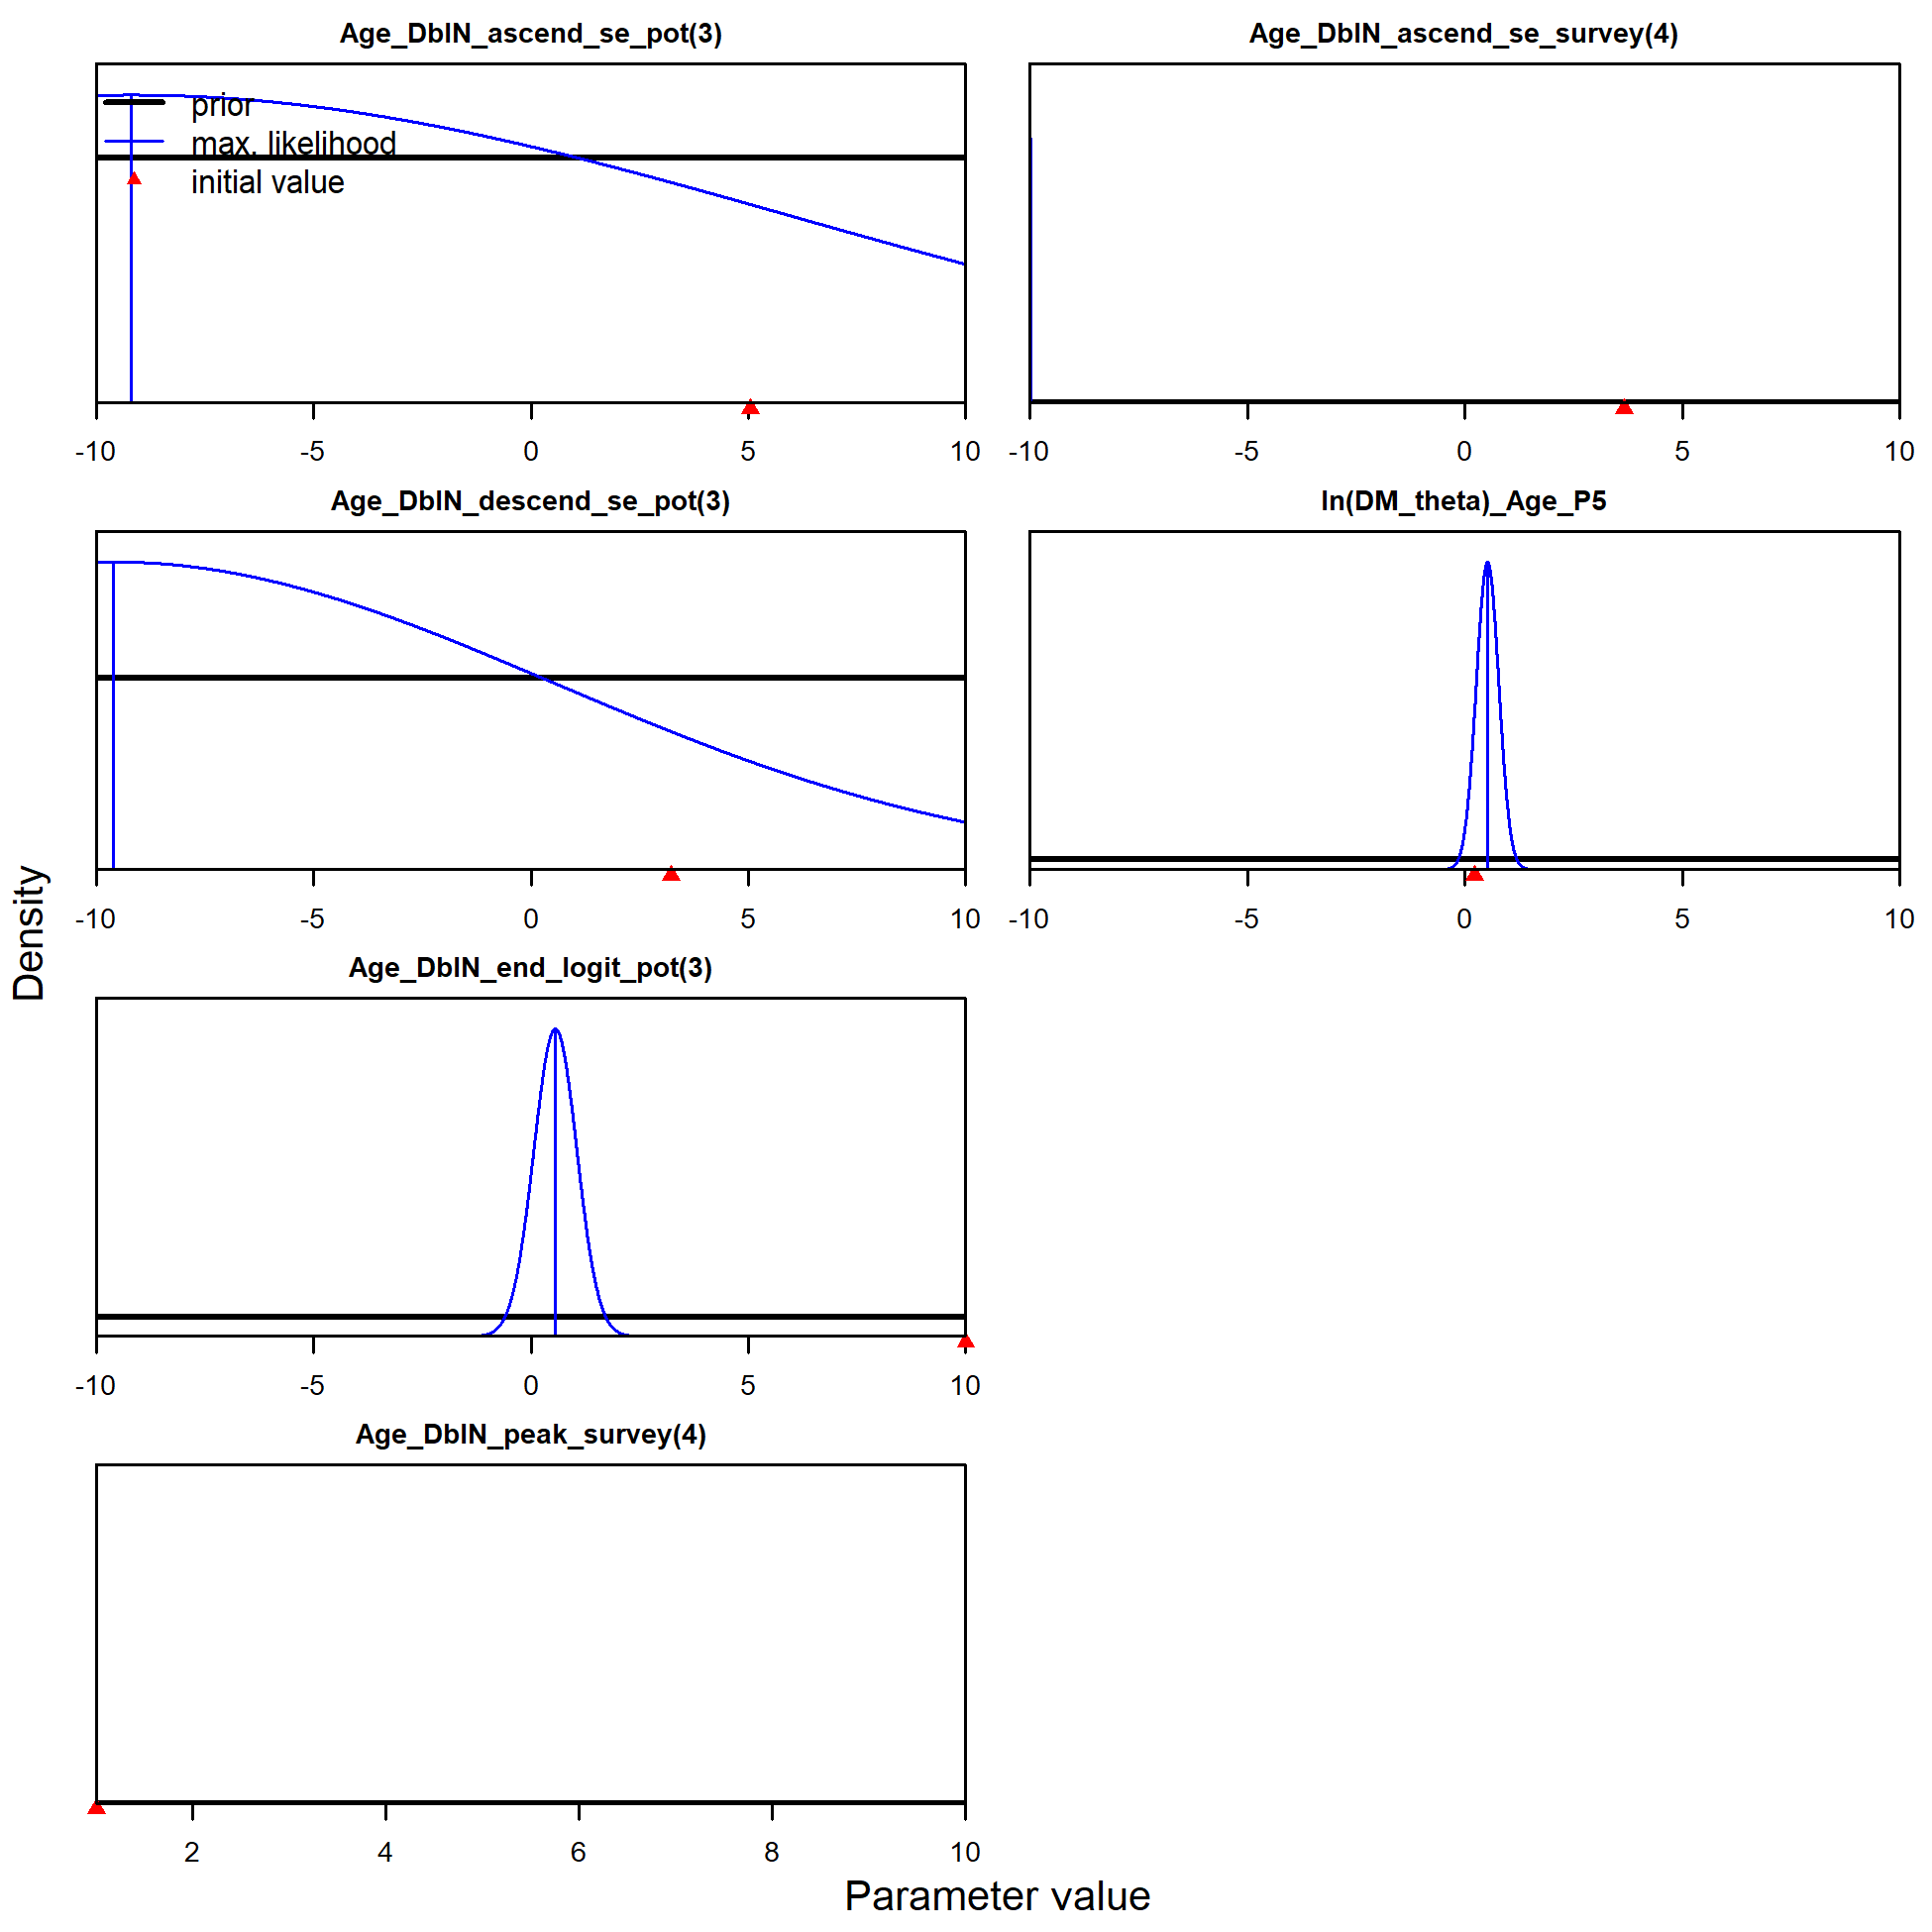 Age_DblN_ascend_se_pot(3)
prior
max. likelihood
initial value
-10 -5 0 5 10
Age_DblN_ascend_se_survey(4)
-10 -5 0 5 10
Age_DblN_descend_se_pot(3)
-10 -5 0 5 10
ln(DM_theta)_Age_P5
-10 -5 0 5 10
Age_DblN_end_logit_pot(3)
-10 -5 0 5 10
Age_DblN_peak_survey(4)
2 4 6 8 10
Density
Parameter value